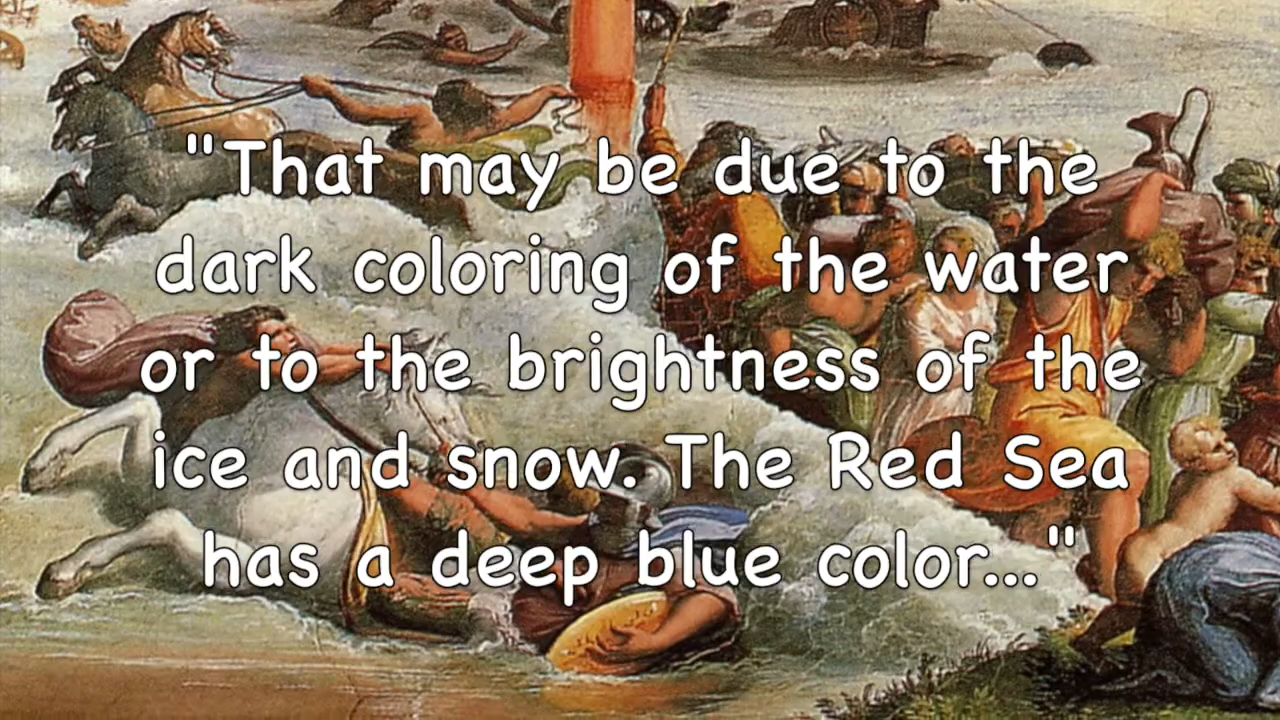 "That may be due to the
dark coloring of the water
or to the brightness of the
ice and snow. The Red Sea
has a deep blue color..."